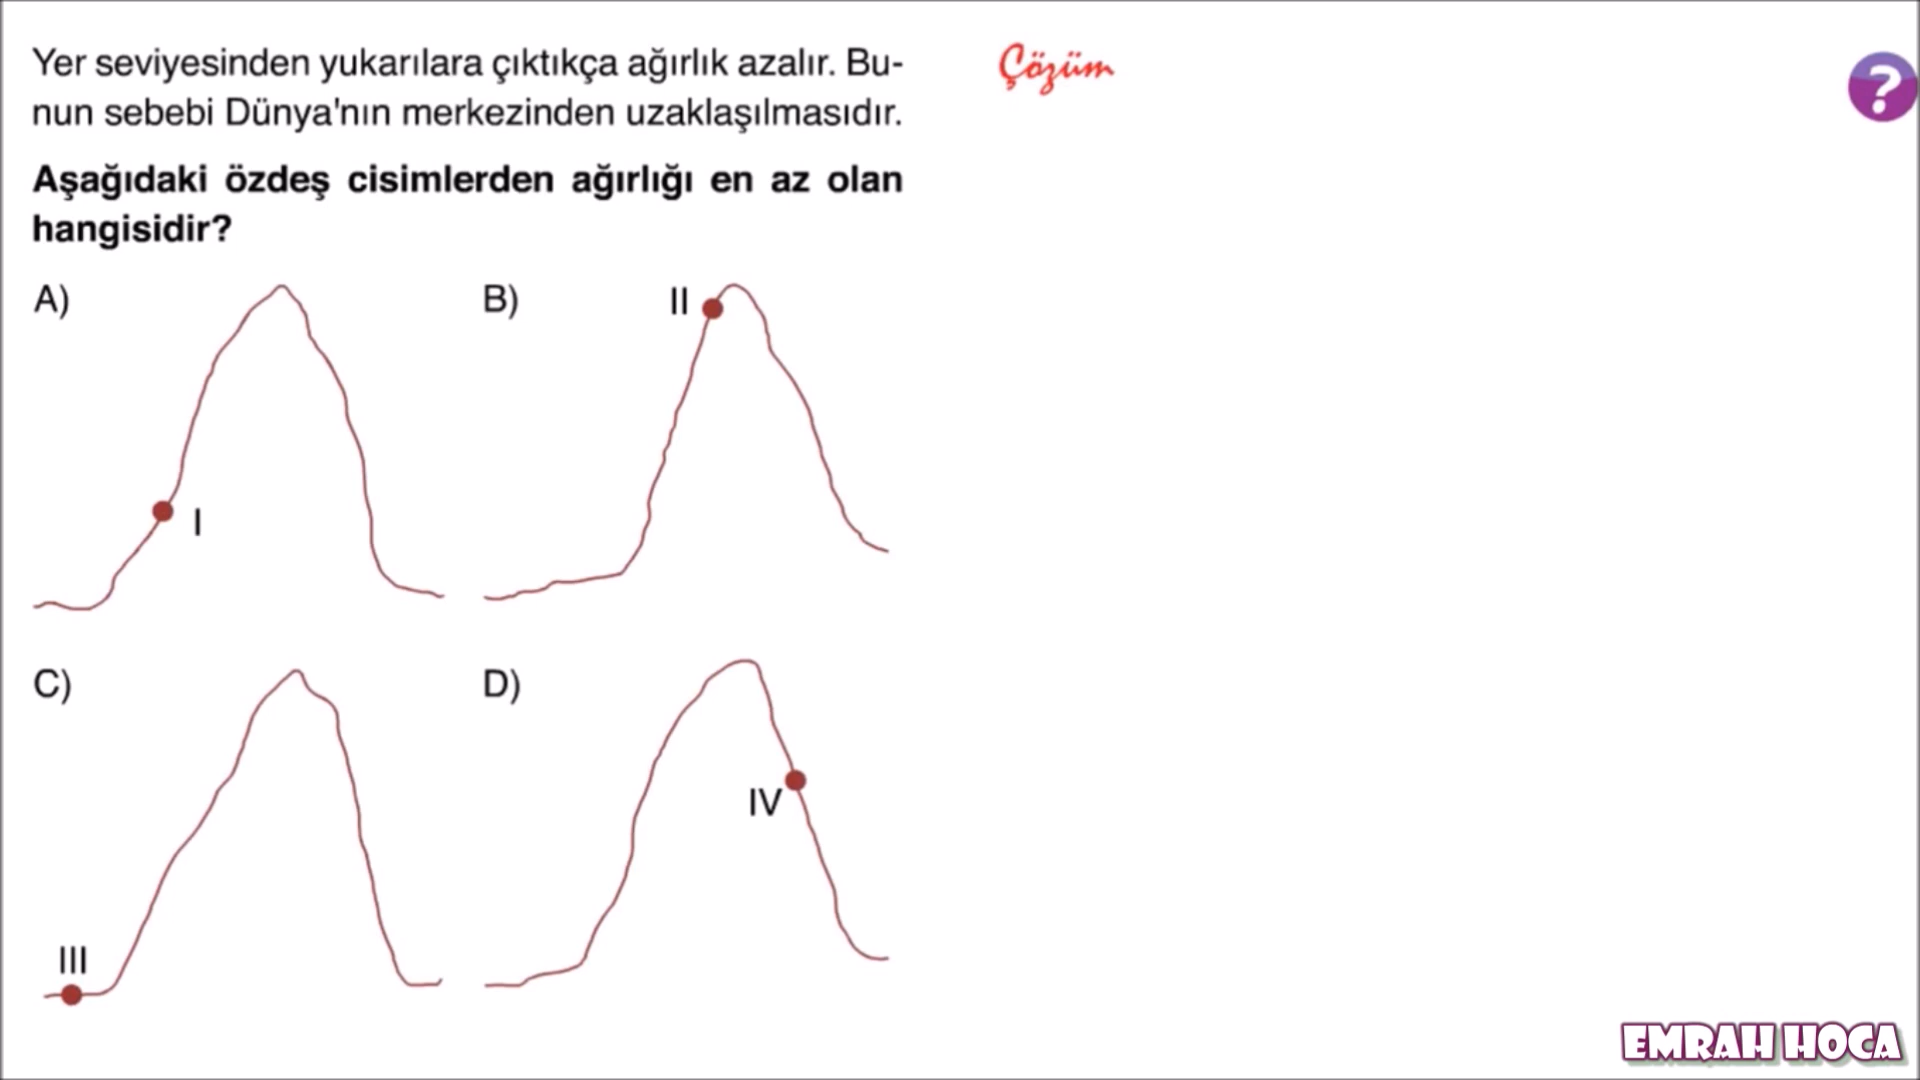 Yer seviyesinden yukarılara çıktıkça ağırlık azalır. Bu-
nun sebebi Dünya'nın merkezinden uzaklaşılmasıdır.
Aşağıdaki özdeş cisimlerden ağırlığı en az olan
hangisidir?
A)
I
B)
II
C)
III
D)
IV
Çözüm
?
EMRAH HOCA